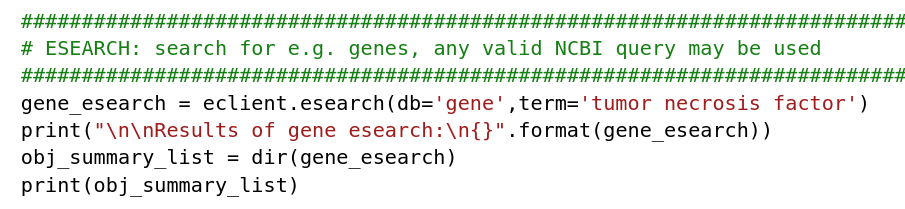 #########################################################################
# ESEARCH: search for e.g. genes, any valid NCBI query may be used
#########################################################################
gene_esearch = eclient.esearch(db='gene',term='tumor necrosis factor')
print("\n\nResults of gene esearch:\n{}".format(gene_esearch))
obj_summary_list = dir(gene_esearch)
print(obj_summary_list)